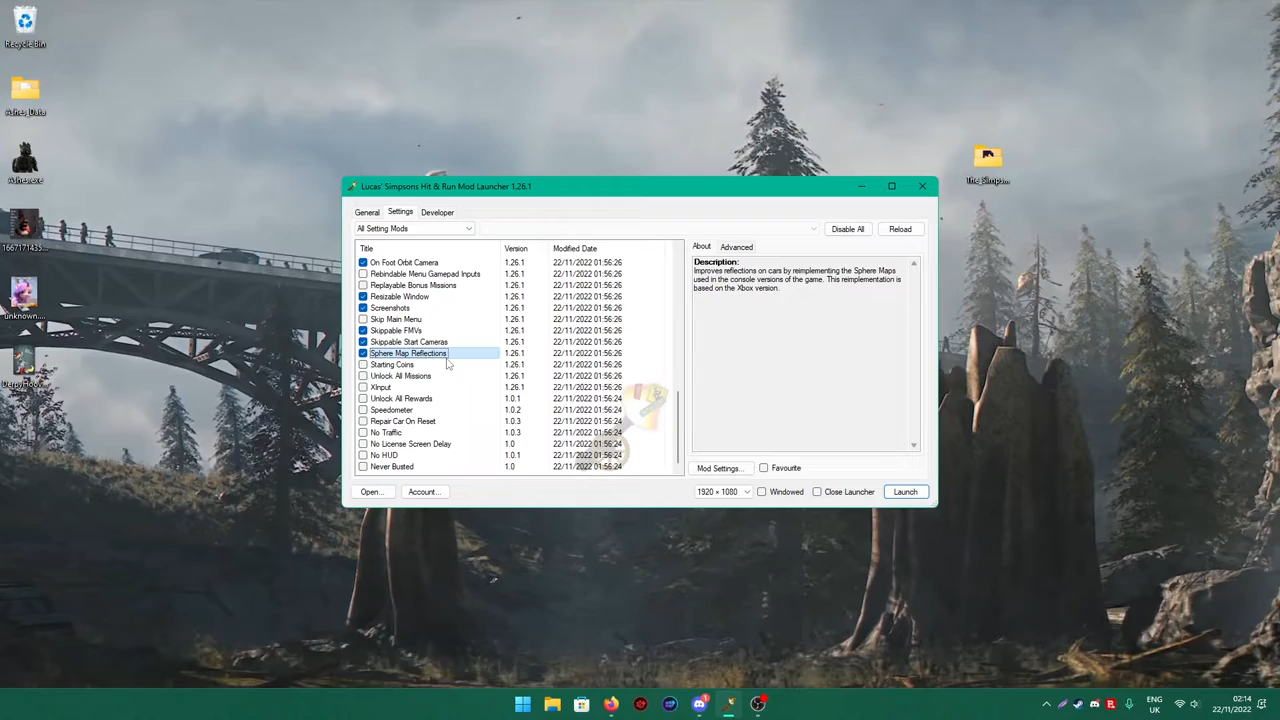 Recycle Bin
Ashes_Data
Ashes.exe
1667171435...
unknown....
The_Simps...
Lucas' Simpsons Hit & Run Mod Launcher 1.26.1
General Settings Developer
All Setting Mods
Disable All Reload
Title Version Modified Date
On Foot Orbit Camera 1.26.1 22/11/2022 01:56:26
Rebindable Menu Gamepad Inputs 1.26.1 22/11/2022 01:56:26
Replayable Bonus Missions 1.26.1 22/11/2022 01:56:26
Resizable Window 1.26.1 22/11/2022 01:56:26
Screenshots 1.26.1 22/11/2022 01:56:26
Skip Main Menu 1.26.1 22/11/2022 01:56:26
Skippable FMVs 1.26.1 22/11/2022 01:56:26
Skippable Start Cameras 1.26.1 22/11/2022 01:56:26
Sphere Map Reflections 1.26.1 22/11/2022 01:56:26
Starting Coins 1.26.1 22/11/2022 01:56:26
Unlock All Missions 1.26.1 22/11/2022 01:56:26
XInput 1.26.1 22/11/2022 01:56:26
Unlock All Rewards 1.0.1 22/11/2022 01:56:24
Speedometer 1.0.2 22/11/2022 01:56:24
Repair Car On Reset 1.0.3 22/11/2022 01:56:24
No Traffic 1.0.3 22/11/2022 01:56:24
No License Screen Delay 1.0 22/11/2022 01:56:24
No HUD 1.0.1 22/11/2022 01:56:24
Never Busted 1.0 22/11/2022 01:56:24
About Advanced
Description:
Improves reflections on cars by reimplementing the Sphere Maps
used in the console versions of the game. This reimplementation is
based on the Xbox version.
Mod Settings... Favourite
Open... Account... 1920 × 1080 Windowed Close Launcher Launch
1
ENG
UK
02:14
22/11/2022